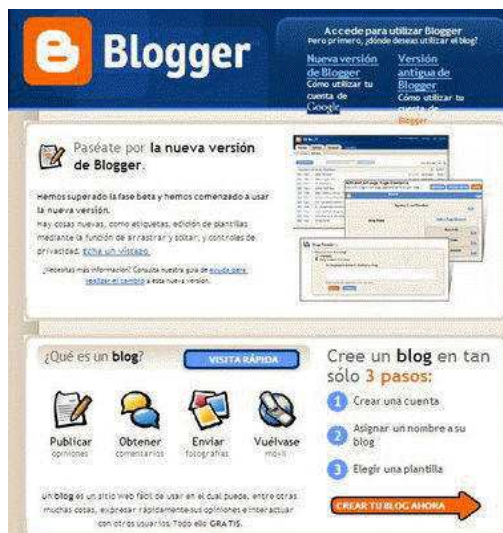 Blogger
Accede para utilizar Blogger
Pero primero, ¿dónde deseas utilizar el blog?
Nueva versión
de Blogger
Cómo utilizar tu
cuenta de
Google
Versión
antigua de
Blogger
Cómo utilizar tu
cuenta de
Blogger
Paséate por la nueva versión
de Blogger.
Hemos superado la fase beta y hemos comenzado a usar
la nueva versión.
Hay cosas nuevas, como etiquetas, edición de plantillas
mediante la función de arrastrar y soltar, y controles de
privacidad. Echa un vistazo.
¿Necesitas más información? Consulta nuestra guía de ayuda para
realizar el cambio a esta nueva versión.
¿Qué es un blog?
VISITA RÁPIDA
Publicar
opiniones
Obtener
comentarios
Enviar
fotografías
Vuélvase
móvil
Un blog es un sitio web fácil de usar en el cual puede, entre otras
muchas cosas, expresar rápidamente sus opiniones e interactuar
con otros usuarios. Todo ello GRATIS.
Cree un blog en tan
sólo 3 pasos:
1 Crear una cuenta
2 Asignar un nombre a su
blog
3 Elegir una plantilla
CREAR TU BLOG AHORA